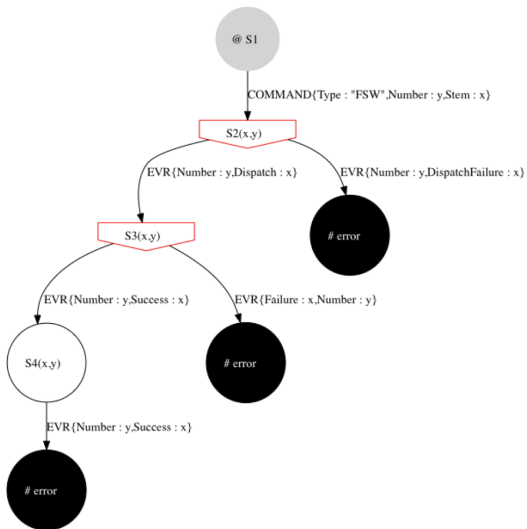 @ S1
COMMAND{Type : "FSW",Number : y,Stem : x}
S2(x,y)
EVR{Number : y,Dispatch : x}
EVR{Number : y,DispatchFailure : x}
S3(x,y)
# error
EVR{Number : y,Success : x}
EVR{Failure : x,Number : y}
S4(x,y)
# error
EVR{Number : y,Success : x}
# error